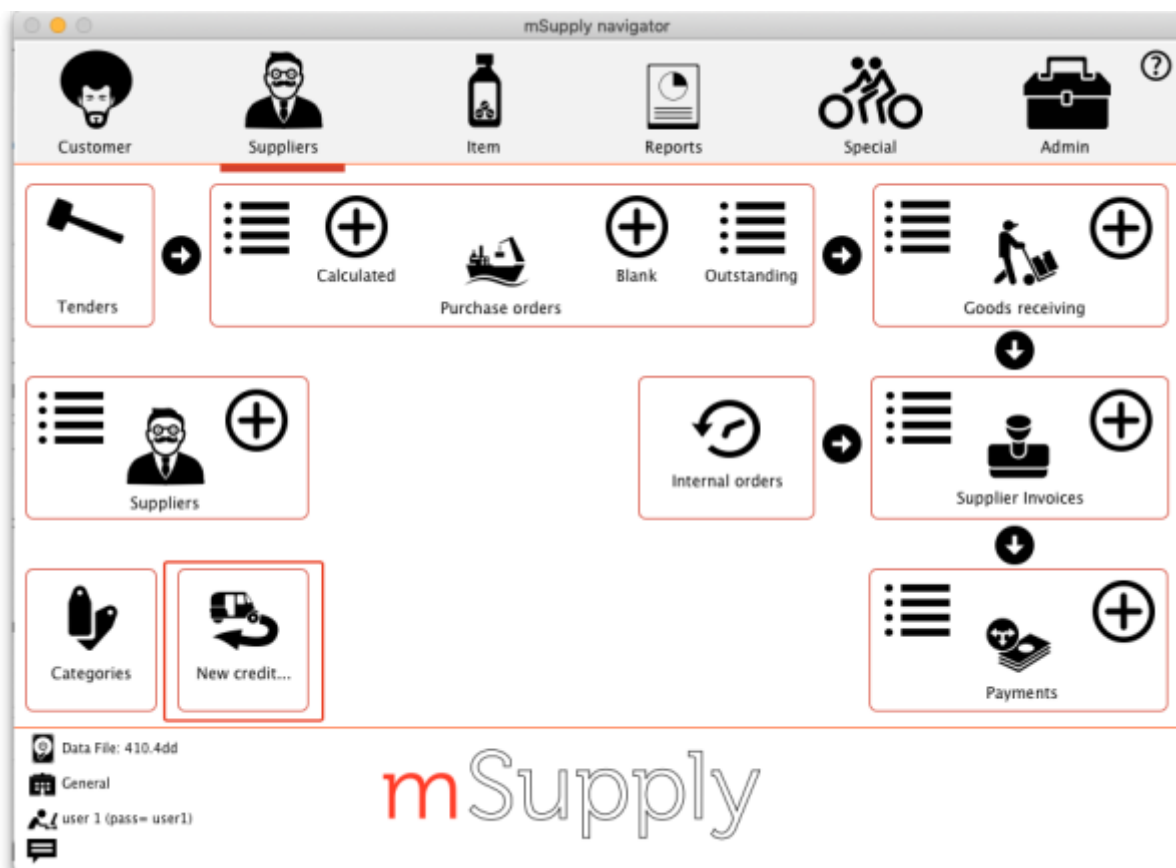 mSupply navigator
?
Customer
Suppliers
Item
Reports
Special
Admin
Tenders
Calculated
Blank
Outstanding
Purchase orders
Goods receiving
Suppliers
Internal orders
Supplier Invoices
Categories
New credit...
Payments
Data File: 410.4dd
General
user 1 (pass= user1)
mSupply